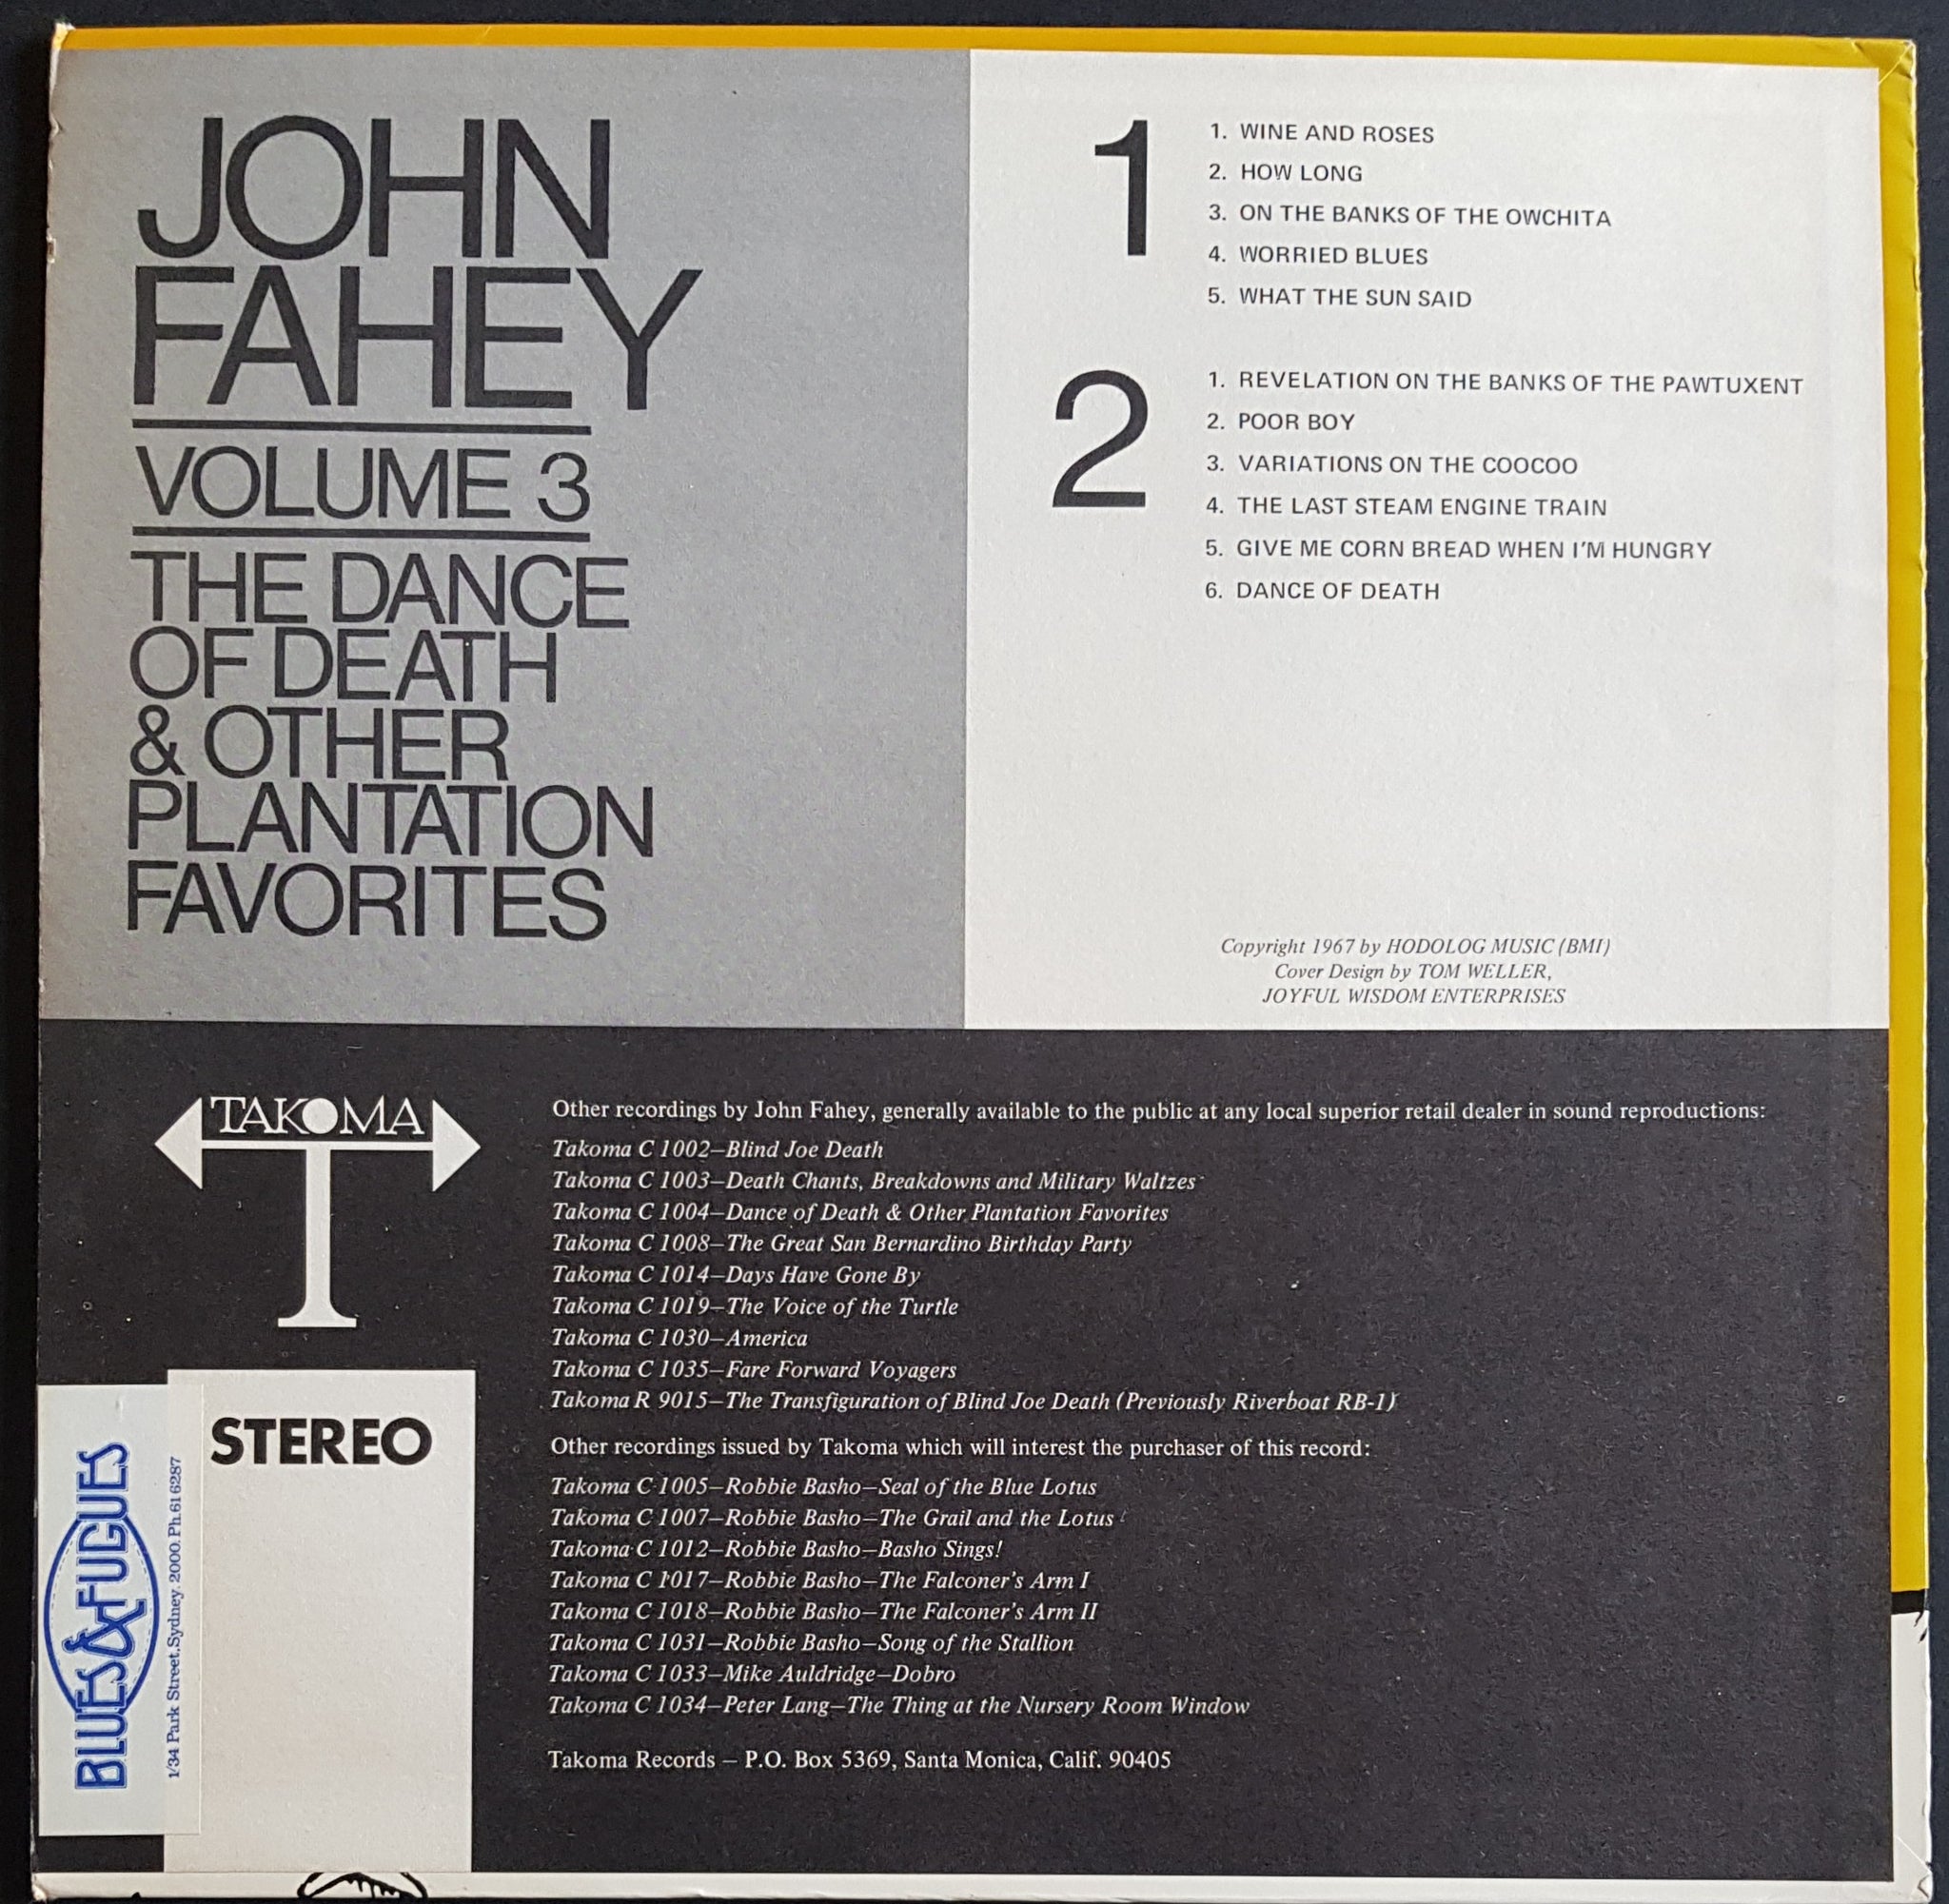 JOHN
FAHEY
VOLUME 3
THE DANCE
OF DEATH
& OTHER
PLANTATION
FAVORITES
1
1. WINE AND ROSES
2. HOW LONG
3. ON THE BANKS OF THE OWCHITA
4. WORRIED BLUES
5. WHAT THE SUN SAID
2
1. REVELATION ON THE BANKS OF THE PAWTUXENT
2. POOR BOY
3. VARIATIONS ON THE COOCOO
4. THE LAST STEAM ENGINE TRAIN
5. GIVE ME CORN BREAD WHEN I'M HUNGRY
6. DANCE OF DEATH
Copyright 1967 by HODOLOG MUSIC (BMI)
Cover Design by TOM WELLER,
JOYFUL WISDOM ENTERPRISES
TAKOMA
T
STEREO
BLUES & FUGUES
1/34 Park Street, Sydney. 2000. Ph. 61 6287
Other recordings by John Fahey, generally available to the public at any local superior retail dealer in sound reproductions:
Takoma C 1002–Blind Joe Death
Takoma C 1003–Death Chants, Breakdowns and Military Waltzes
Takoma C 1004–Dance of Death & Other Plantation Favorites
Takoma C 1008–The Great San Bernardino Birthday Party
Takoma C 1014–Days Have Gone By
Takoma C 1019–The Voice of the Turtle
Takoma C 1030–America
Takoma C 1035–Fare Forward Voyagers
Takoma R 9015–The Transfiguration of Blind Joe Death (Previously Riverboat RB-1)
Other recordings issued by Takoma which will interest the purchaser of this record:
Takoma C 1005–Robbie Basho–Seal of the Blue Lotus
Takoma C 1007–Robbie Basho–The Grail and the Lotus
Takoma C 1012–Robbie Basho–Basho Sings!
Takoma C 1017–Robbie Basho–The Falconer's Arm I
Takoma C 1018–Robbie Basho–The Falconer's Arm II
Takoma C 1031–Robbie Basho–Song of the Stallion
Takoma C 1033–Mike Auldridge–Dobro
Takoma C 1034–Peter Lang–The Thing at the Nursery Room Window
Takoma Records – P.O. Box 5369, Santa Monica, Calif. 90405